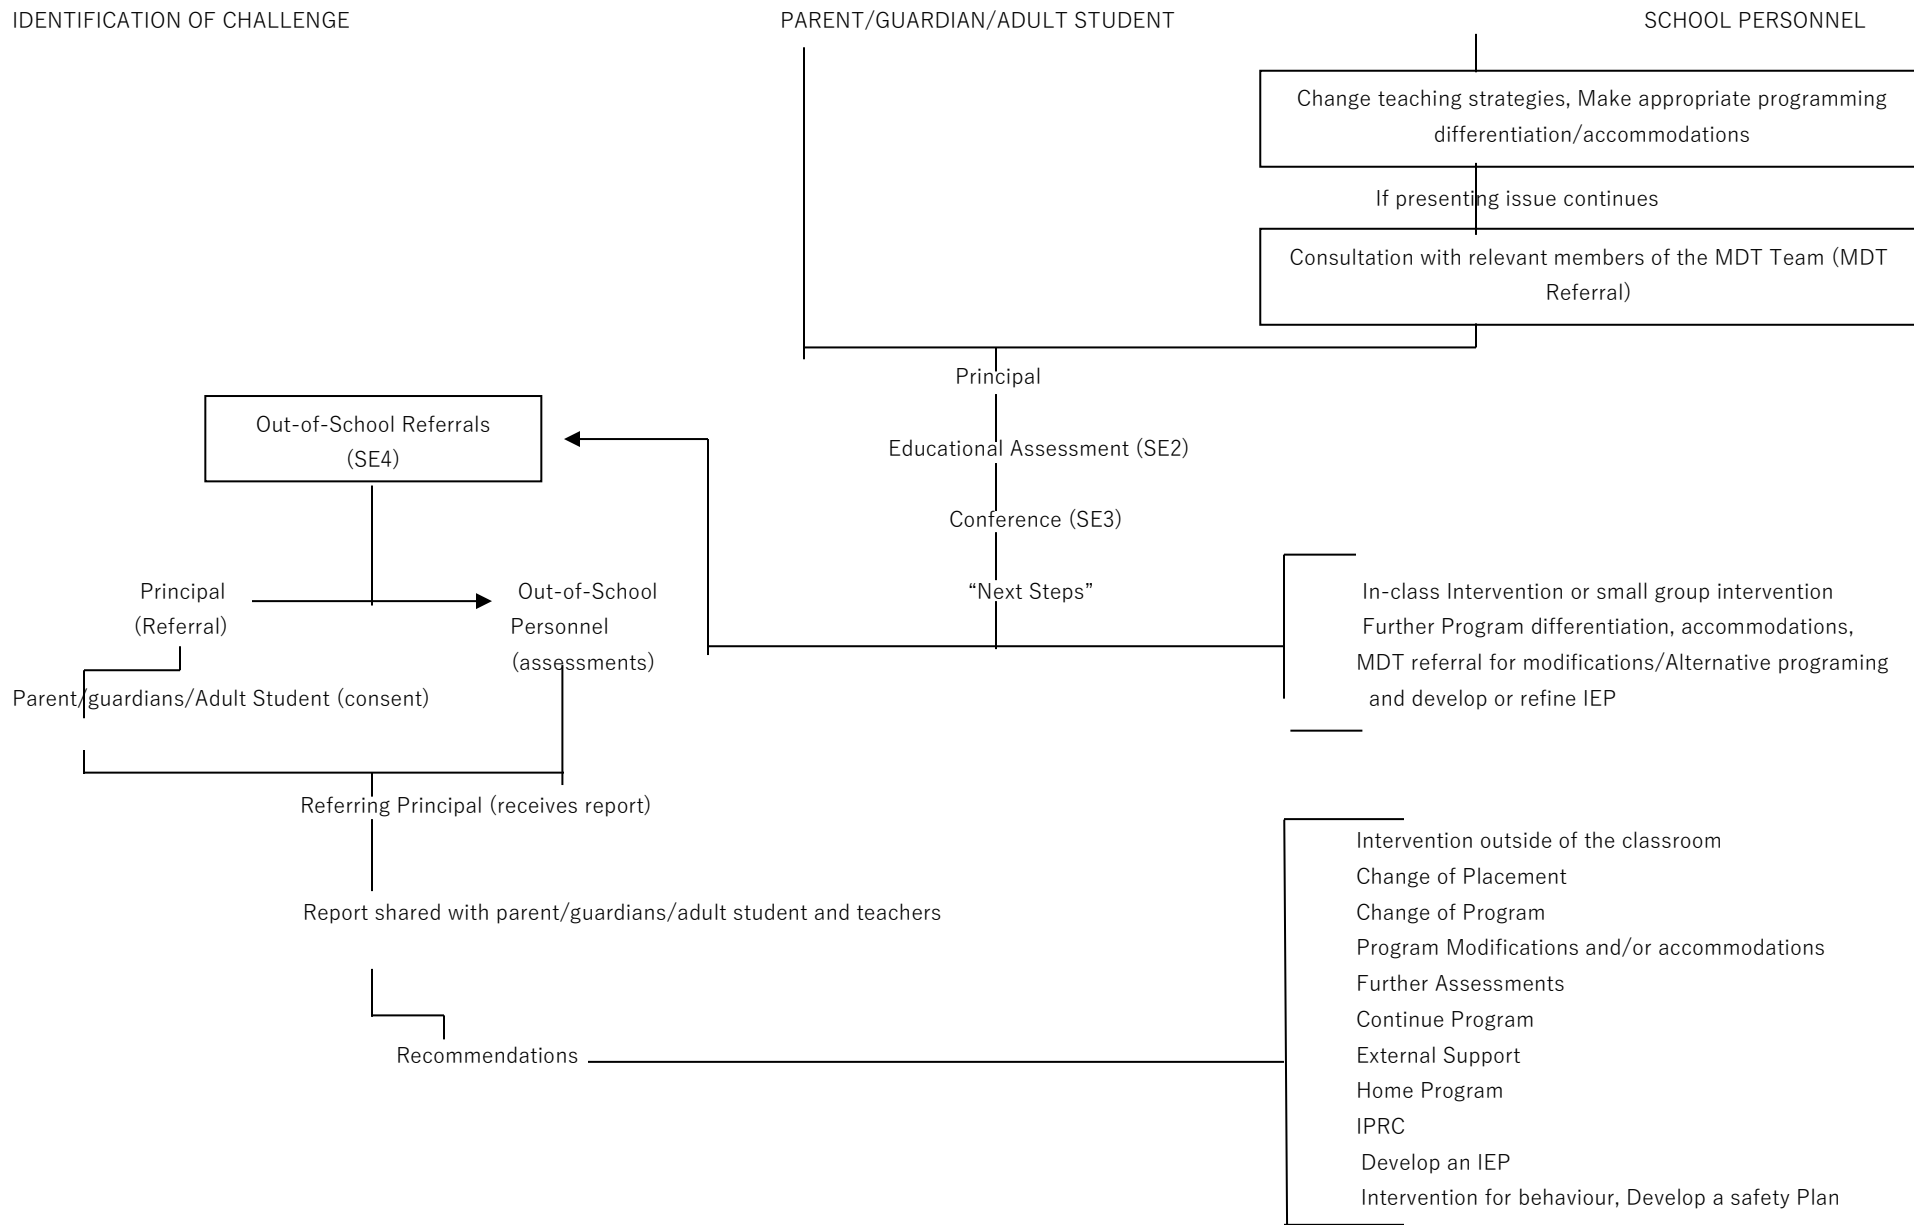 IDENTIFICATION OF CHALLENGE
PARENT/GUARDIAN/ADULT STUDENT
SCHOOL PERSONNEL
Change teaching strategies, Make appropriate programming
differentiation/accommodations
If presenting issue continues
Consultation with relevant members of the MDT Team (MDT
Referral)
Principal
Out-of-School Referrals
(SE4)
Educational Assessment (SE2)
Conference (SE3)
Principal
(Referral)
Out-of-School
Personnel
(assessments)
“Next Steps”
In-class Intervention or small group intervention
Further Program differentiation, accommodations,
MDT referral for modifications/Alternative programing
and develop or refine IEP
Parent/guardians/Adult Student (consent)
Referring Principal (receives report)
Report shared with parent/guardians/adult student and teachers
Recommendations
Intervention outside of the classroom
Change of Placement
Change of Program
Program Modifications and/or accommodations
Further Assessments
Continue Program
External Support
Home Program
IPRC
Develop an IEP
Intervention for behaviour, Develop a safety Plan